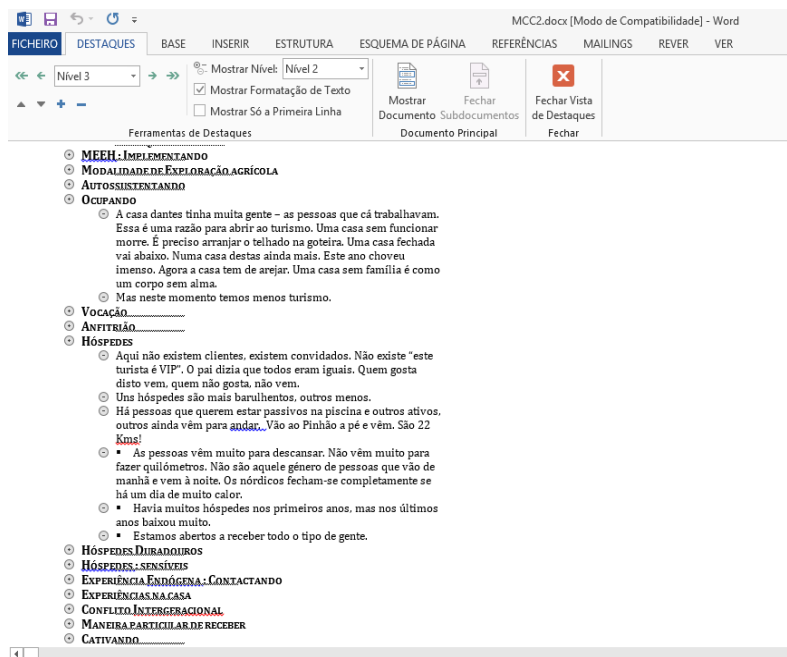 MCC2.docx [Modo de Compatibilidade] - Word
FICHEIRO DESTAQUES BASE INSERIR ESTRUTURA ESQUEMA DE PÁGINA REFERÊNCIAS MAILINGS REVER VER
Nível 3
Mostrar Nível: Nível 2
Mostrar Formatação de Texto
Mostrar Só a Primeira Linha
Ferramentas de Destaques
Mostrar Documento
Fechar Subdocumentos
Documento Principal
Fechar Vista de Destaques
Fechar
MEEH : Implementando
Modalidade de Exploração agrícola
Autossustentando
Ocupando
A casa dantes tinha muita gente – as pessoas que cá trabalhavam.
Essa é uma razão para abrir ao turismo. Uma casa sem funcionar
morre. É preciso arranjar o telhado na goteira. Uma casa fechada
vai abaixo. Numa casa destas ainda mais. Este ano choveu
imenso. Agora a casa tem de arejar. Uma casa sem família é como
um corpo sem alma.
Mas neste momento temos menos turismo.
Vocação
Anfitrião
Hóspedes
Aqui não existem clientes, existem convidados. Não existe “este
turista é VIP”. O pai dizia que todos eram iguais. Quem gosta
disto vem, quem não gosta, não vem.
Uns hóspedes são mais barulhentos, outros menos.
Há pessoas que querem estar passivos na piscina e outros ativos,
outros ainda vêm para andar. Vão ao Pinhão a pé e vêm. São 22
Kms!
▪ As pessoas vêm muito para descansar. Não vêm muito para
fazer quilómetros. Não são aquele género de pessoas que vão de
manhã e vem à noite. Os nórdicos fecham-se completamente se
há um dia de muito calor.
▪ Havia muitos hóspedes nos primeiros anos, mas nos últimos
anos baixou muito.
▪ Estamos abertos a receber todo o tipo de gente.
Hóspedes Duradouros
Hóspedes : sensíveis
Experiência Endógena : Contactando
Experiências na casa
Conflito Intergeracional
Maneira particular de receber
Cativando